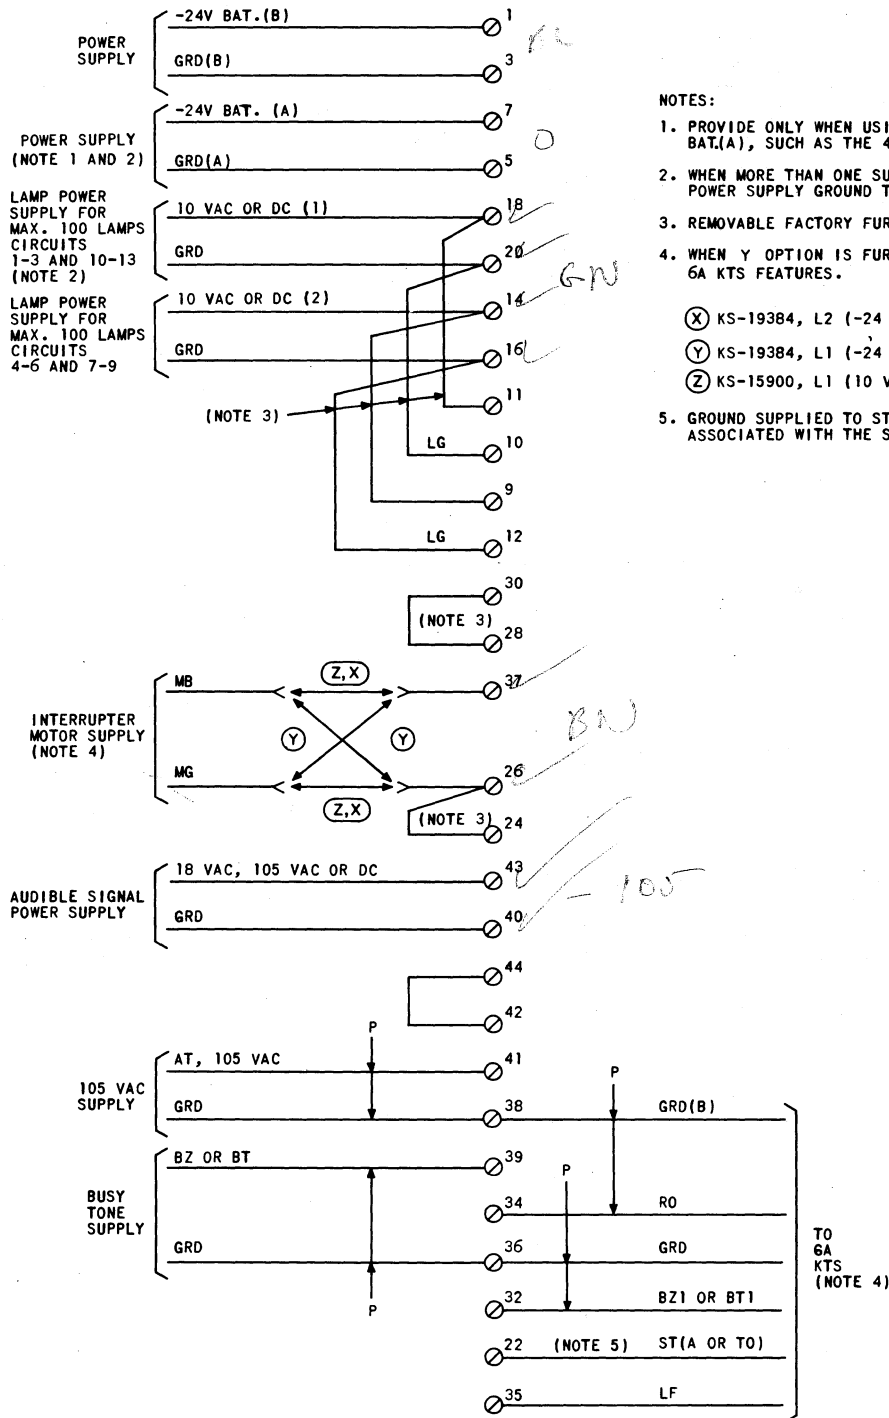 POWER
SUPPLY
-24V BAT.(B)
1
GRD(B)
3
POWER SUPPLY
(NOTE 1 AND 2)
-24V BAT. (A)
7
GRD(A)
5
O
LAMP POWER
SUPPLY FOR
MAX. 100 LAMPS
CIRCUITS
1-3 AND 10-13
(NOTE 2)
10 VAC OR DC (1)
18
GRD
20
GN
LAMP POWER
SUPPLY FOR
MAX. 100 LAMPS
CIRCUITS
4-6 AND 7-9
10 VAC OR DC (2)
14
GRD
16
(NOTE 3)
11
LG
10
9
LG
12
30
(NOTE 3)
28
INTERRUPTER
MOTOR SUPPLY
(NOTE 4)
MB
Z,X
37
Y
Y
BN
MG
Z,X
26
(NOTE 3)
24
AUDIBLE SIGNAL
POWER SUPPLY
18 VAC, 105 VAC OR DC
43
GRD
40
- 105
44
42
P
105 VAC
SUPPLY
AT, 105 VAC
41
P
GRD
38
GRD(B)
BUSY
TONE
SUPPLY
BZ OR BT
39
P
34
RO
GRD
36
GRD
P
32
BZ1 OR BT1
22
(NOTE 5)
ST(A OR TO)
35
LF
TO
6A
KTS
(NOTE 4)
NOTES:
1. PROVIDE ONLY WHEN USI
BAT.(A), SUCH AS THE 4
2. WHEN MORE THAN ONE SU
POWER SUPPLY GROUND T
3. REMOVABLE FACTORY FUR
4. WHEN Y OPTION IS FUR
6A KTS FEATURES.
X KS-19384, L2 (-24
Y KS-19384, L1 (-24
Z KS-15900, L1 (10 V
5. GROUND SUPPLIED TO ST
ASSOCIATED WITH THE S